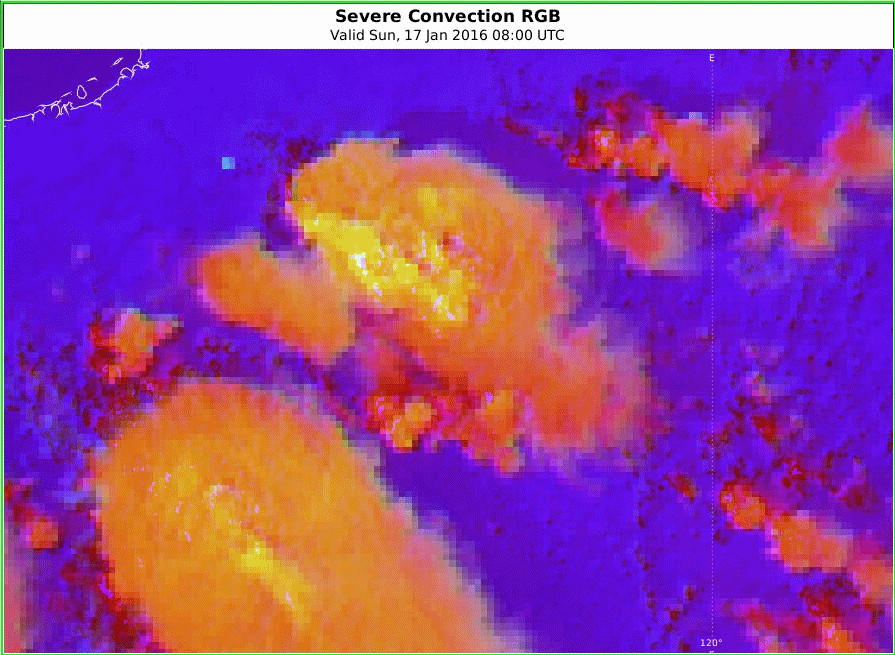 Severe Convection RGB
Valid Sun, 17 Jan 2016 08:00 UTC
E
120°